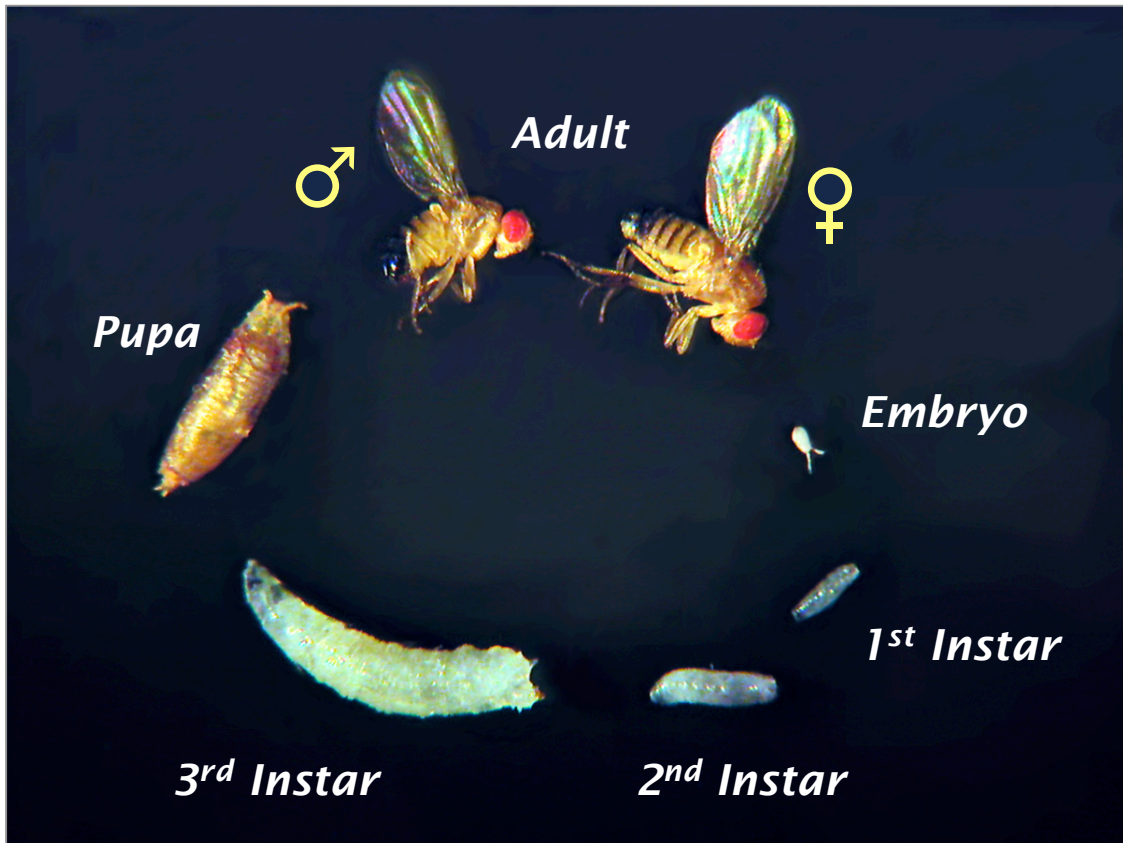 Adult
♂
♀
Pupa
Embryo
1st Instar
3rd Instar
2nd Instar